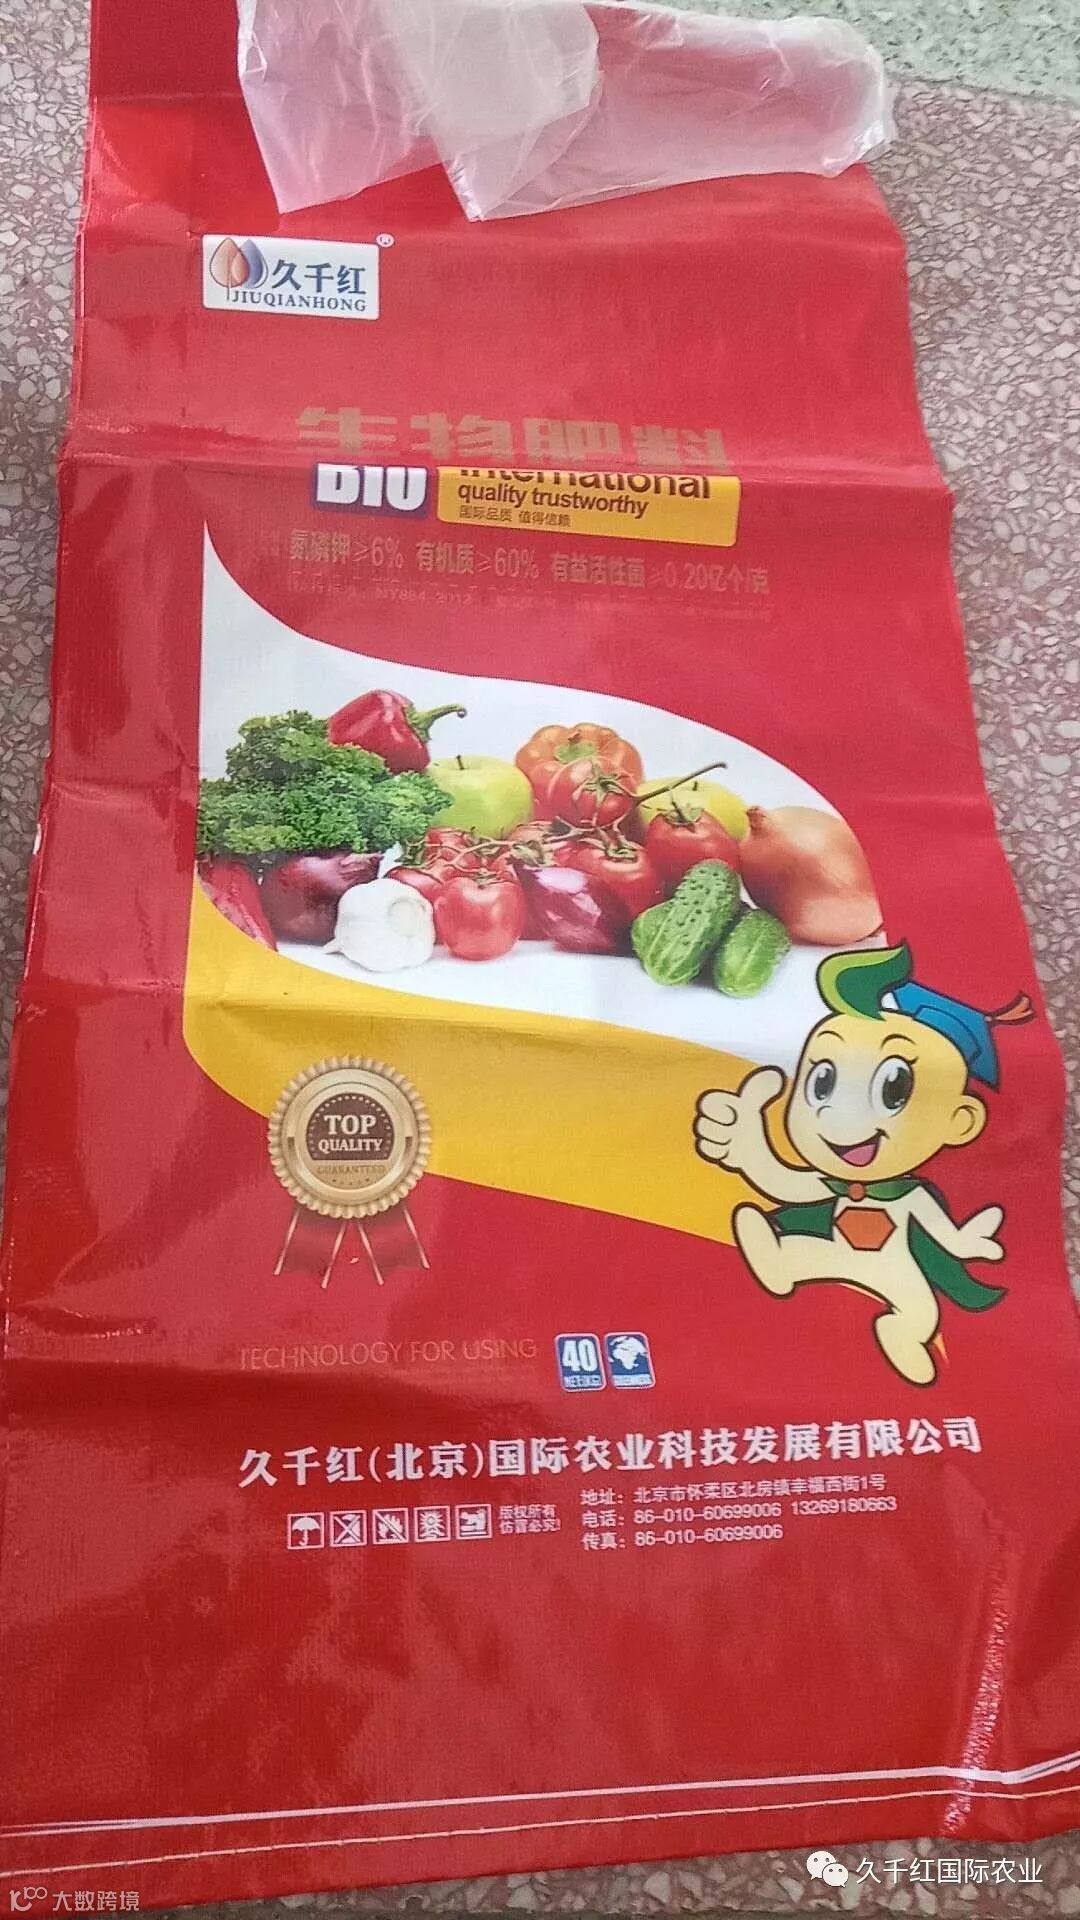 久千红®
JIUQIANHONG
生物肥料
BIO
International
quality trustworthy
国际品质 值得信赖
氮磷钾≥6% 有机质≥60% 有益活性菌≥0.20亿个/克
NY884-2012
TOP
QUALITY
GUARANTEED
TECHNOLOGY FOR USING
40
久千红(北京)国际农业科技发展有限公司
版权所有
仿冒必究!
地址：北京市怀柔区北房镇幸福西街1号
电话：86-010-60699006 13269180663
传真：86-010-60699006
久千红国际农业
大数跨境